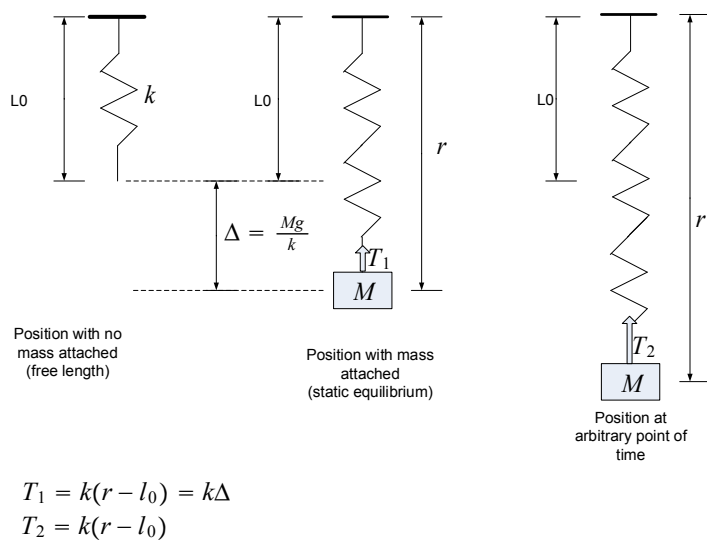 L0
k
L0
r
L0
r
Δ = Mg/k
T₁
M
T₂
M
Position with no
mass attached
(free length)
Position with mass
attached
(static equilibrium)
Position at
arbitrary point of
time
T₁ = k(r − l₀) = kΔ
T₂ = k(r − l₀)